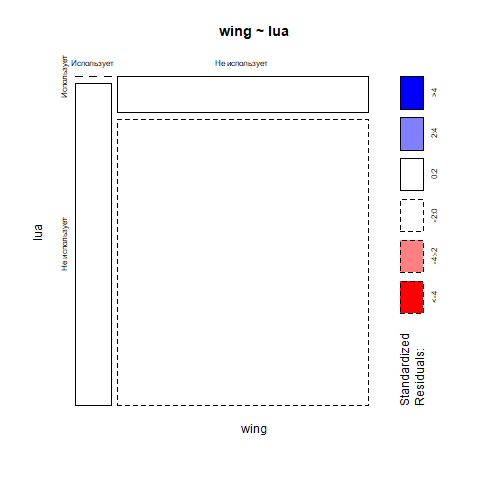 wing ~ lua
Использует
Не использует
Использует
Не использует
lua
wing
>4
2:4
0:2
-2:0
-4:-2
<-4
Standardized
Residuals: